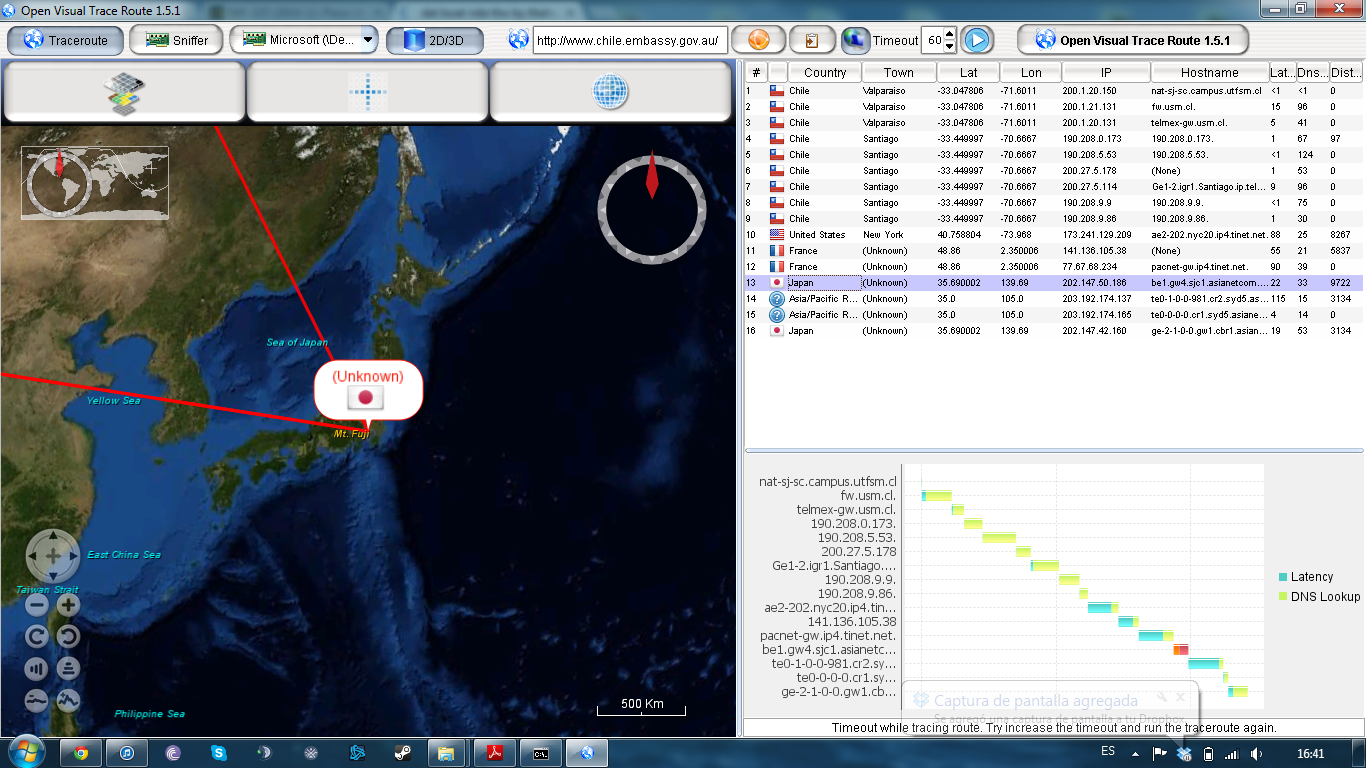 Open Visual Trace Route 1.5.1
Traceroute Sniffer Microsoft (\De... 2D/3D http://www.chile.embassy.gov.au/ Timeout 60 Open Visual Trace Route 1.5.1
# Country Town Lat Lon IP Hostname Lat... Dist...
1 Chile Valparaiso -33.047806 -71.6011 200.1.20.150 nat-sj-sc.campus.utfsm.cl <1 0
2 Chile Valparaiso -33.047806 -71.6011 200.1.21.131 fw.usm.cl. 15 0
3 Chile Valparaiso -33.047806 -71.6011 200.1.20.131 telmex-gw.usm.cl. 5 41 0
4 Chile Santiago -33.449997 -70.6667 190.208.0.173 190.208.0.173. 1 67 97
5 Chile Santiago -33.449997 -70.6667 190.208.5.53 190.208.5.53. <1 124 0
6 Chile Santiago -33.449997 -70.6667 200.27.5.178 (None) 1 53 0
7 Chile Santiago -33.449997 -70.6667 200.27.5.114 Ge1-2.igr1.Santiago.ip.tel... 9 96 0
8 Chile Santiago -33.449997 -70.6667 190.208.9.9 190.208.9.9. <1 75 0
9 Chile Santiago -33.449997 -70.6667 190.208.9.86 190.208.9.86. 1 30 0
10 United States New York 40.758804 -73.968 173.241.129.209 ae2-202.nyc20.ip4.tinet.net. 88 25 8267
11 France (Unknown) 48.86 2.350006 141.136.105.38 (None) 55 21 5837
12 France (Unknown) 48.86 2.350006 77.67.68.234 pacnet-gw.ip4.tinet.net. 90 39 0
13 Japan (Unknown) 35.690002 139.69 202.147.50.186 be1.gw4.sjc1.asianetcom.... 22 33 9722
14 Asia/Pacific R... (Unknown) 35.0 105.0 203.192.174.137 te0-1-0-0-981.cr2.syd5.as... 115 15 3134
15 Asia/Pacific R... (Unknown) 35.0 105.0 203.192.174.165 te0-0-0-0.cr1.syd5.asiane... 4 14 0
16 Japan (Unknown) 35.690002 139.69 202.147.42.160 ge-2-1-0-0.gw1.cbr1.asian... 19 53 3134
Sea of Japan
(Unknown)
Yellow Sea
Mt. Fuji
East China Sea
Taiwan Strait
500 Km
Philippine Sea
nat-sj-sc.campus.utfsm.cl
fw.usm.cl.
telmex-gw.usm.cl.
190.208.0.173.
190.208.5.53.
200.27.5.178
Ge1-2.igr1.Santiago....
190.208.9.9.
190.208.9.86.
ae2-202.nyc20.ip4.tin...
141.136.105.38
pacnet-gw.ip4.tinet.net.
be1.gw4.sjc1.asianetc...
te0-1-0-0-981.cr2.sy...
te0-0-0-0.cr1.sy...
ge-2-1-0-0.gw1.cb...
Latency
DNS Lookup
Captura de pantalla agregada
Se agregó una captura de pantalla a tu Dropbox.
Timeout while tracing route. Try increase the timeout and run the traceroute again.
ES 16:41